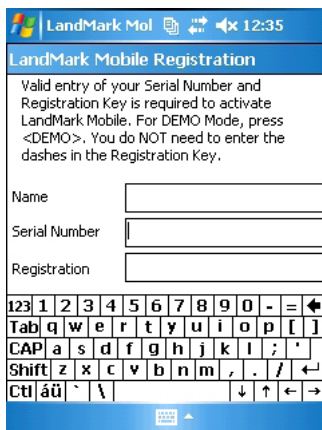 LandMark Mol 12:35
LandMark Mobile Registration
Valid entry of your Serial Number and
Registration Key is required to activate
LandMark Mobile. For DEMO Mode, press
<DEMO>. You do NOT need to enter the
dashes in the Registration Key.
Name
Serial Number
Registration
123 1 2 3 4 5 6 7 8 9 0 - =
Tab q w e r t y u i o p [ ]
CAP a s d f g h j k l ; '
Shift z x c v b n m , . /
Ctl áü ` \